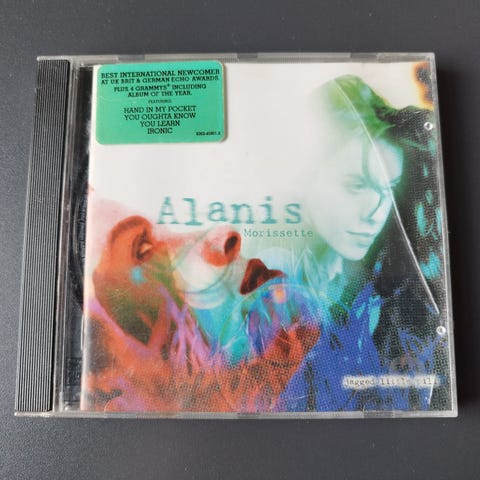 BEST INTERNATIONAL NEWCOMER
AT UK BRIT & GERMAN ECHO AWARDS.
PLUS 4 GRAMMYS® INCLUDING
ALBUM OF THE YEAR.
FEATURING
HAND IN MY POCKET
YOU OUGHTA KNOW
YOU LEARN
IRONIC
Alanis
Morissette
jagged little pill